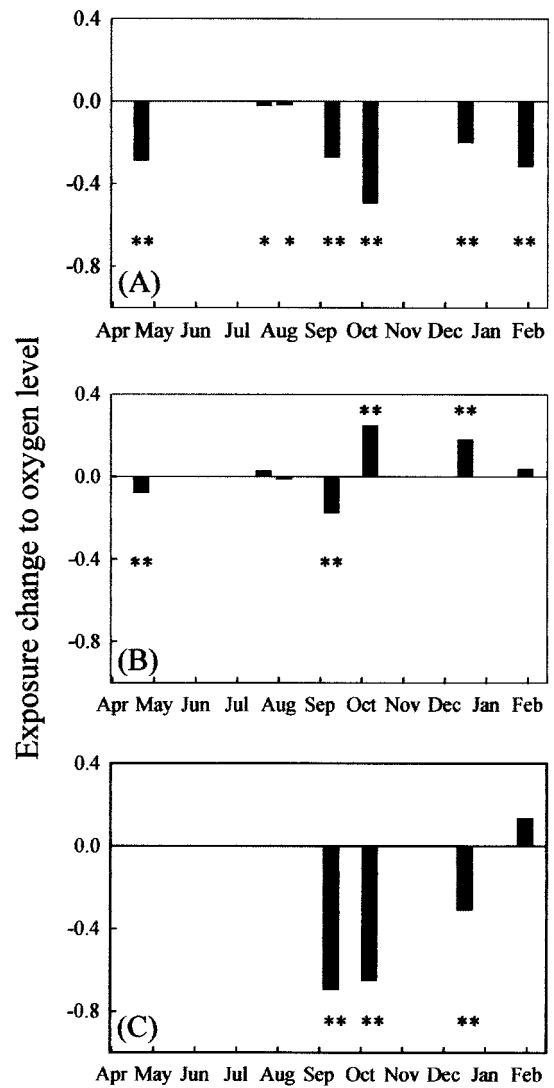 Exposure change to oxygen level
0.4
0.0
-0.4
-0.8
** * * ** ** ** **
(A)
Apr May Jun Jul Aug Sep Oct Nov Dec Jan Feb
0.4
0.0
-0.4
-0.8
** **
** **
(B)
Apr May Jun Jul Aug Sep Oct Nov Dec Jan Feb
0.4
0.0
-0.4
-0.8
** ** **
(C)
Apr May Jun Jul Aug Sep Oct Nov Dec Jan Feb